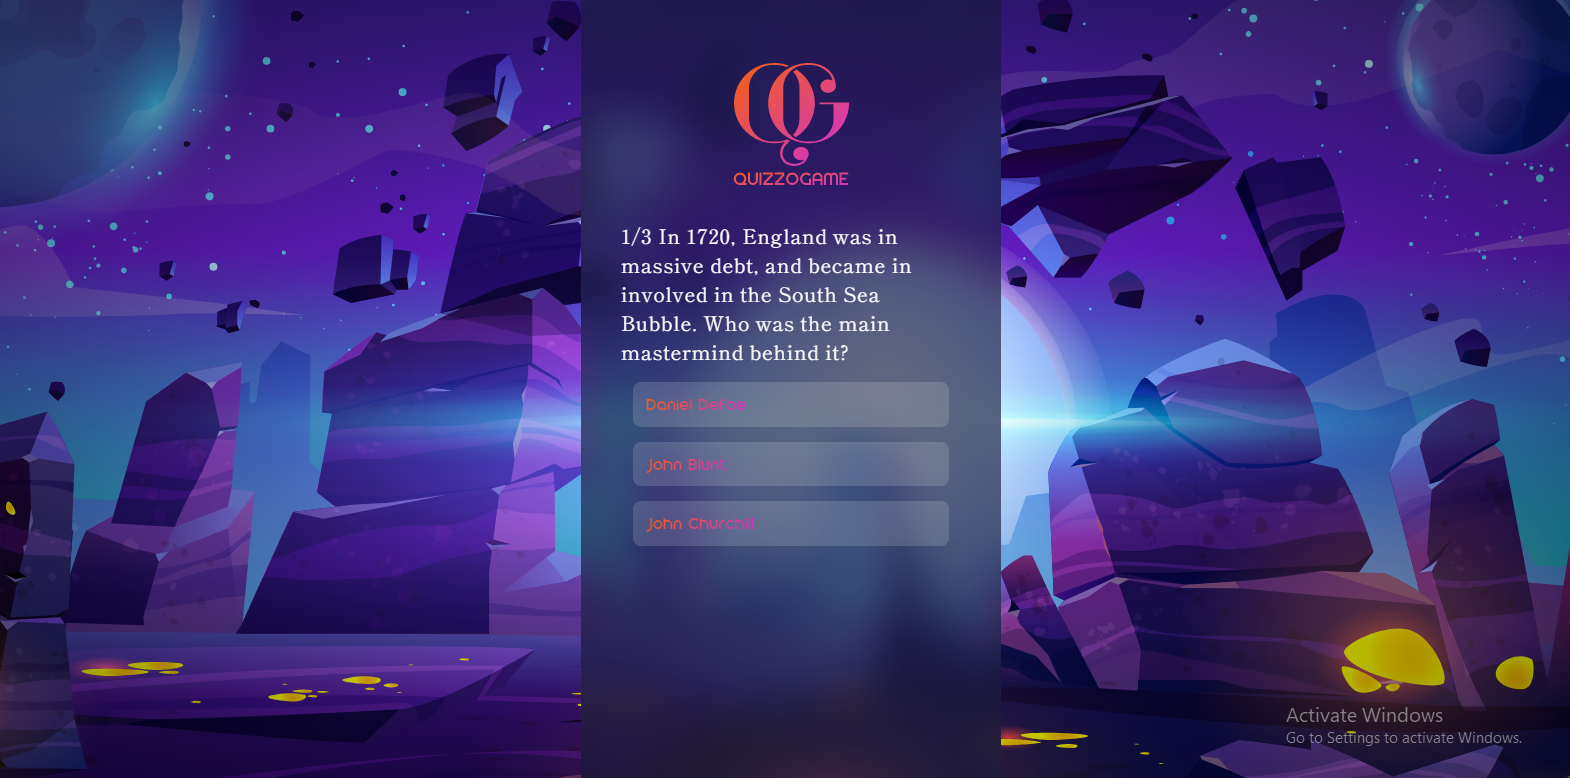 QG
QUIZZOGAME
1/3 In 1720, England was in
massive debt, and became in
involved in the South Sea
Bubble. Who was the main
mastermind behind it?
Daniel Defoe
John Blunt
John Churchill
Activate Windows
Go to Settings to activate Windows.